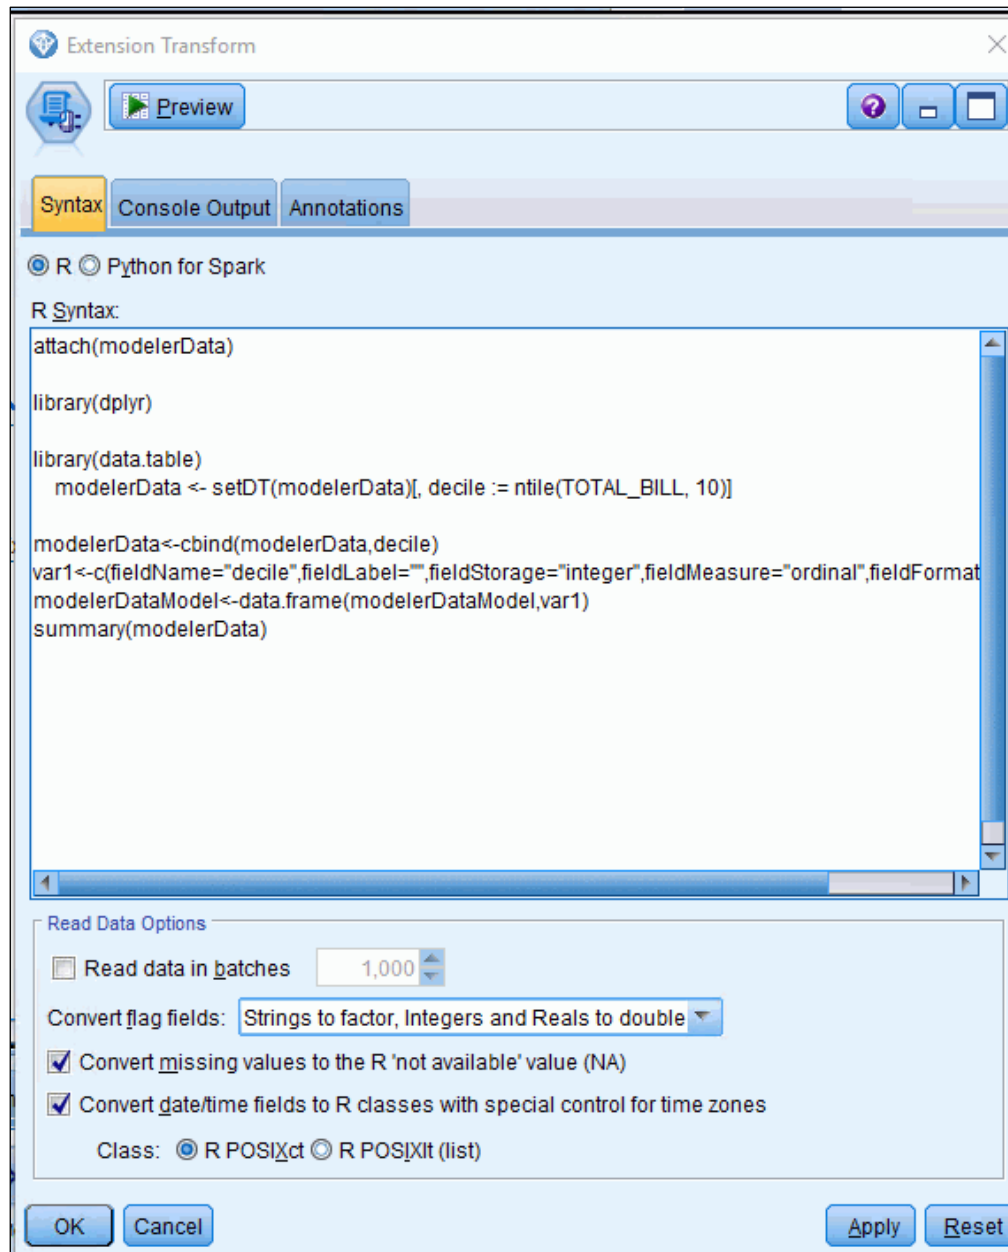 Extension Transform
Preview
Syntax Console Output Annotations
R Python for Spark
R Syntax:
attach(modelerData)
library(dplyr)
library(data.table)
modelerData <- setDT(modelerData)[, decile := ntile(TOTAL_BILL, 10)]
modelerData<-cbind(modelerData,decile)
var1<-c(fieldName="decile",fieldLabel="",fieldStorage="integer",fieldMeasure="ordinal",fieldFormat
modelerDataModel<-data.frame(modelerDataModel,var1)
summary(modelerData)
Read Data Options
Read data in batches 1,000
Convert flag fields: Strings to factor, Integers and Reals to double
Convert missing values to the R 'not available' value (NA)
Convert date/time fields to R classes with special control for time zones
Class: R POSIXct R POSIXlt (list)
OK Cancel Apply Reset